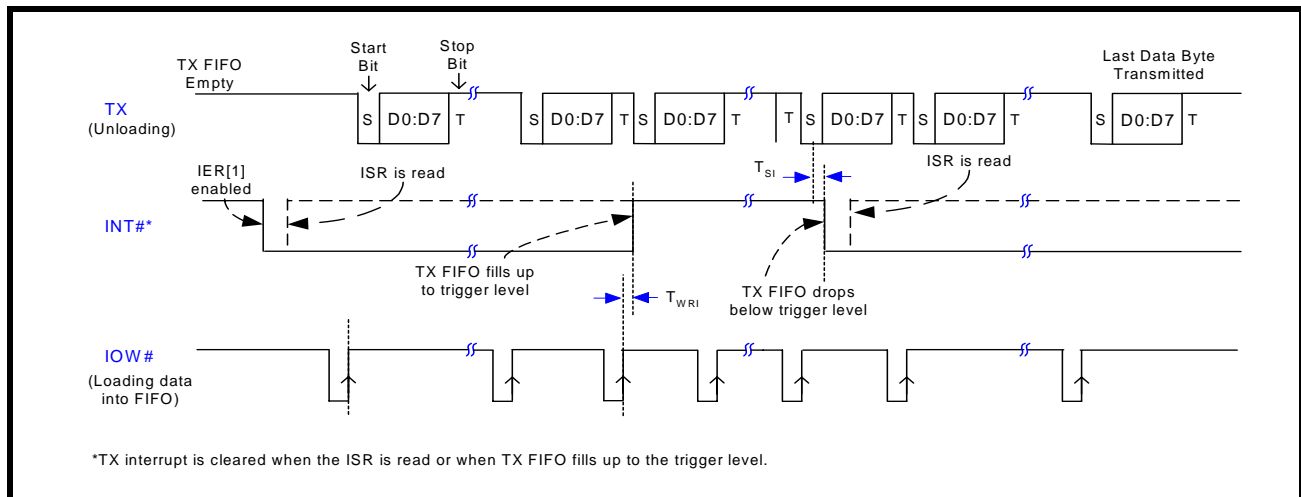 Start
Bit
Stop
Bit
TX FIFO
Empty
Last Data Byte
Transmitted
TX
(Unloading)
S D0:D7 T S D0:D7 T S D0:D7 T T S D0:D7 T S D0:D7 T S D0:D7 T
IER[1]
enabled
ISR is read
TSI
ISR is read
INT#*
TX FIFO fills up
to trigger level
TWRI
TX FIFO drops
below trigger level
IOW#
(Loading data
into FIFO)
*TX interrupt is cleared when the ISR is read or when TX FIFO fills up to the trigger level.